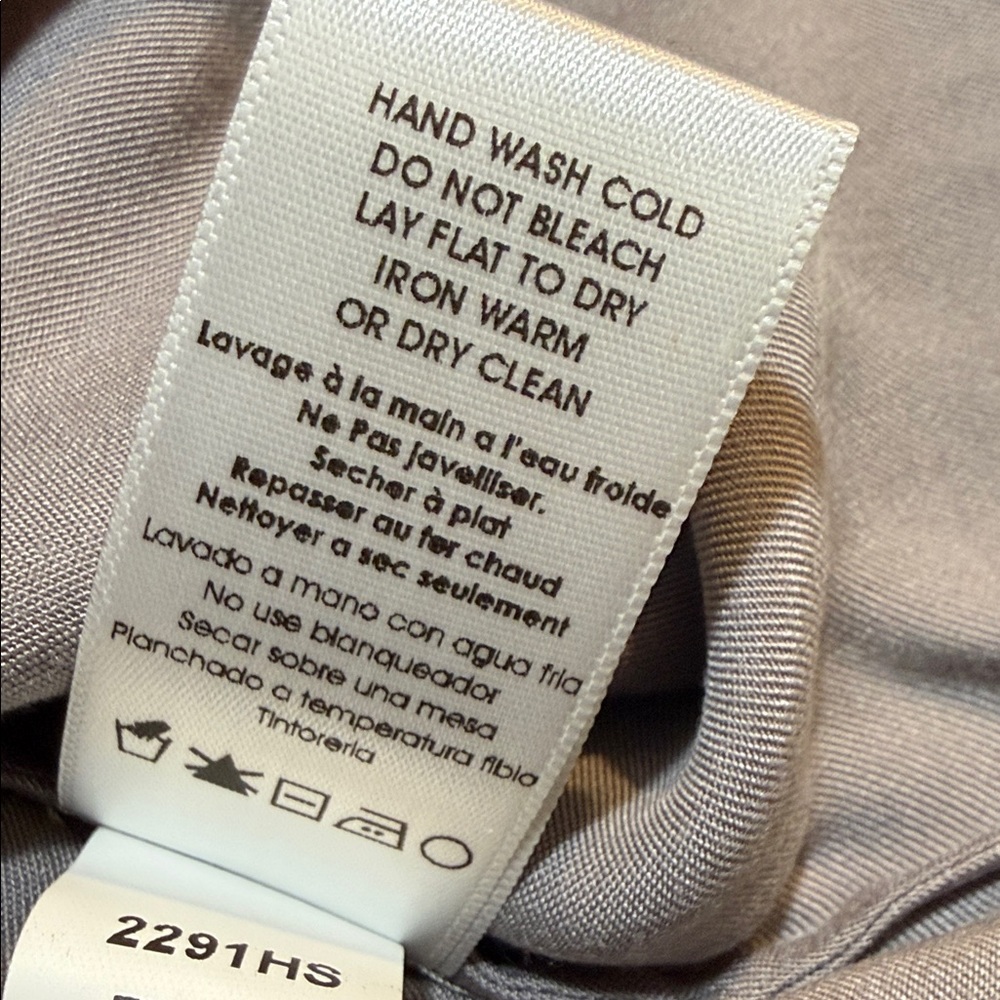 HAND WASH COLD
DO NOT BLEACH
LAY FLAT TO DRY
IRON WARM
OR DRY CLEAN
Lavage à la main a l'eau froide
Ne Pas javelliser.
Secher à plat
Repasser au fer chaud
Nettoyer a sec seulement
Lavado a mano con agua fria
No use blanqueador
Secar sobre una mesa
Planchado a temperatura fibia
Tintoreria
2291HS